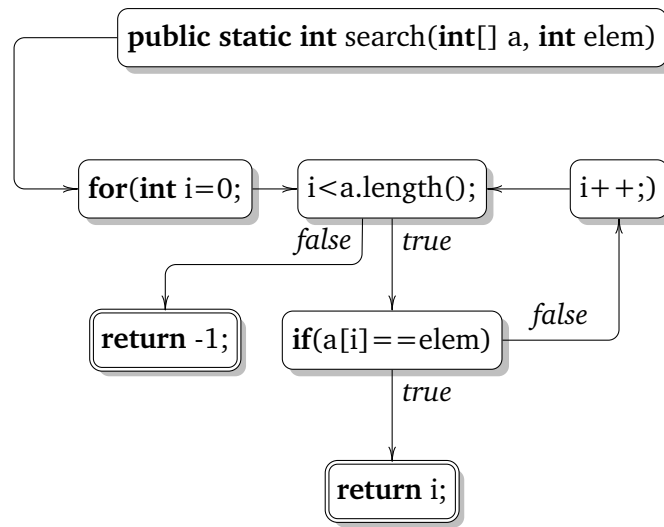 public static int search(int[] a, int elem)
for(int i=0;
i<a.length();
i++;)
false
true
return -1;
if(a[i]==elem)
false
true
return i;